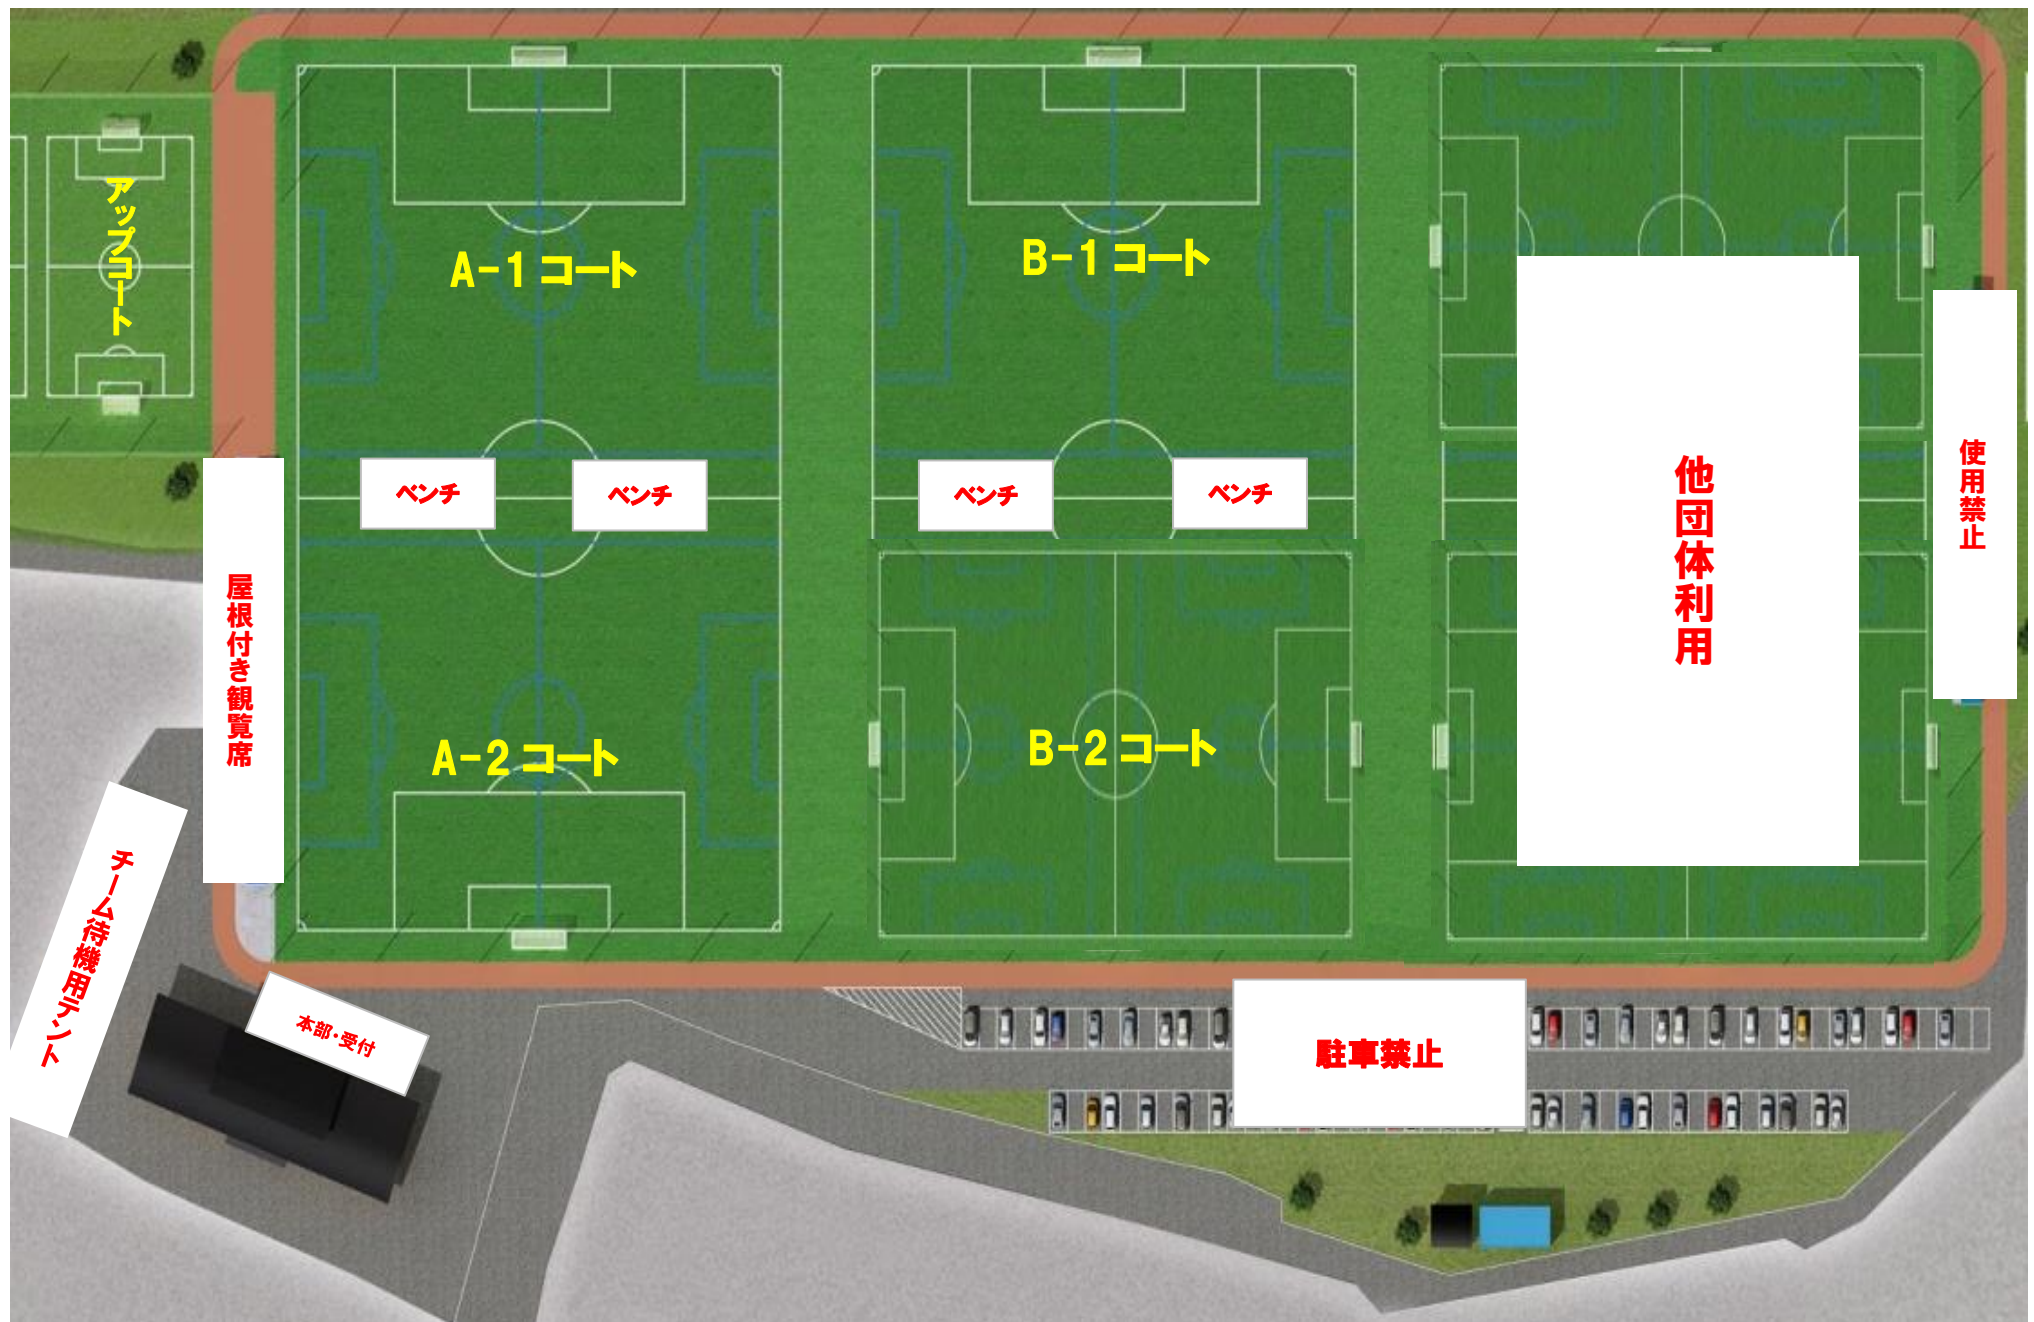 アップコート
A-1 コート
B-1 コート
ベンチ
ベンチ
ベンチ
ベンチ
他団体利用
使用禁止
屋根付き観覧席
A-2 コート
B-2 コート
チーム待機用テント
本部・受付
駐車禁止